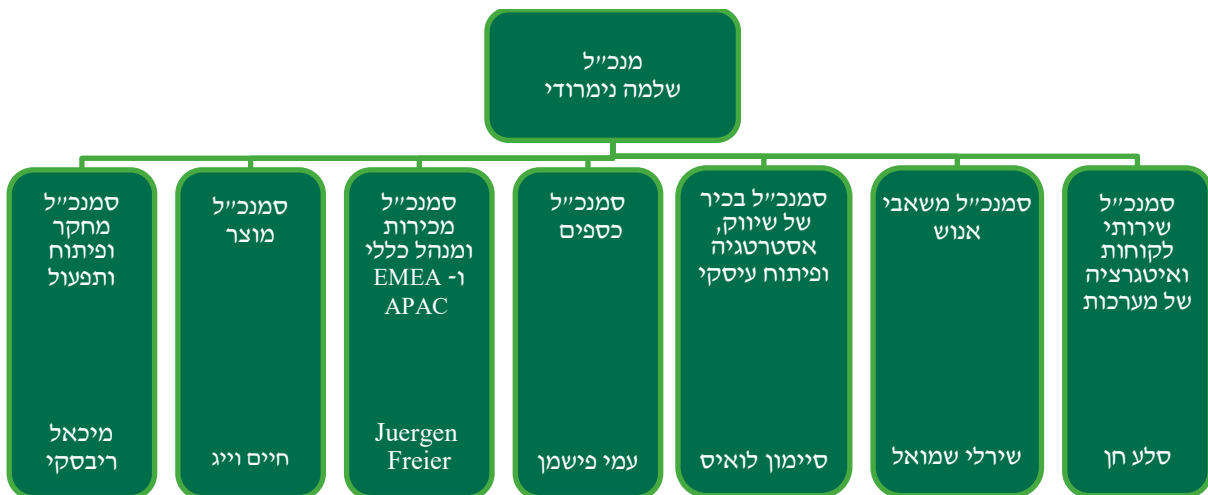 מנכ״ל
שלמה נימרודי
סמנכ״ל
שירותי
לקוחות
ואיטגרציה
של מערכות
סלע חן
סמנכ״ל משאבי
אנוש
שירלי שמואל
סמנכ״ל בכיר
של שיווק,
אסטרטגיה
ופיתוח עיסקי
סיימון לואיס
סמנכ״ל
כספים
עמי פישמן
סמנכ״ל
מכירות
ומנהל כללי
EMEA ו-
APAC
Juergen
Freier
סמנכ״ל
מוצר
חיים וייג
סמנכ״ל
מחקר
ופיתוח
ותפעול
מיכאל
ריבסקי